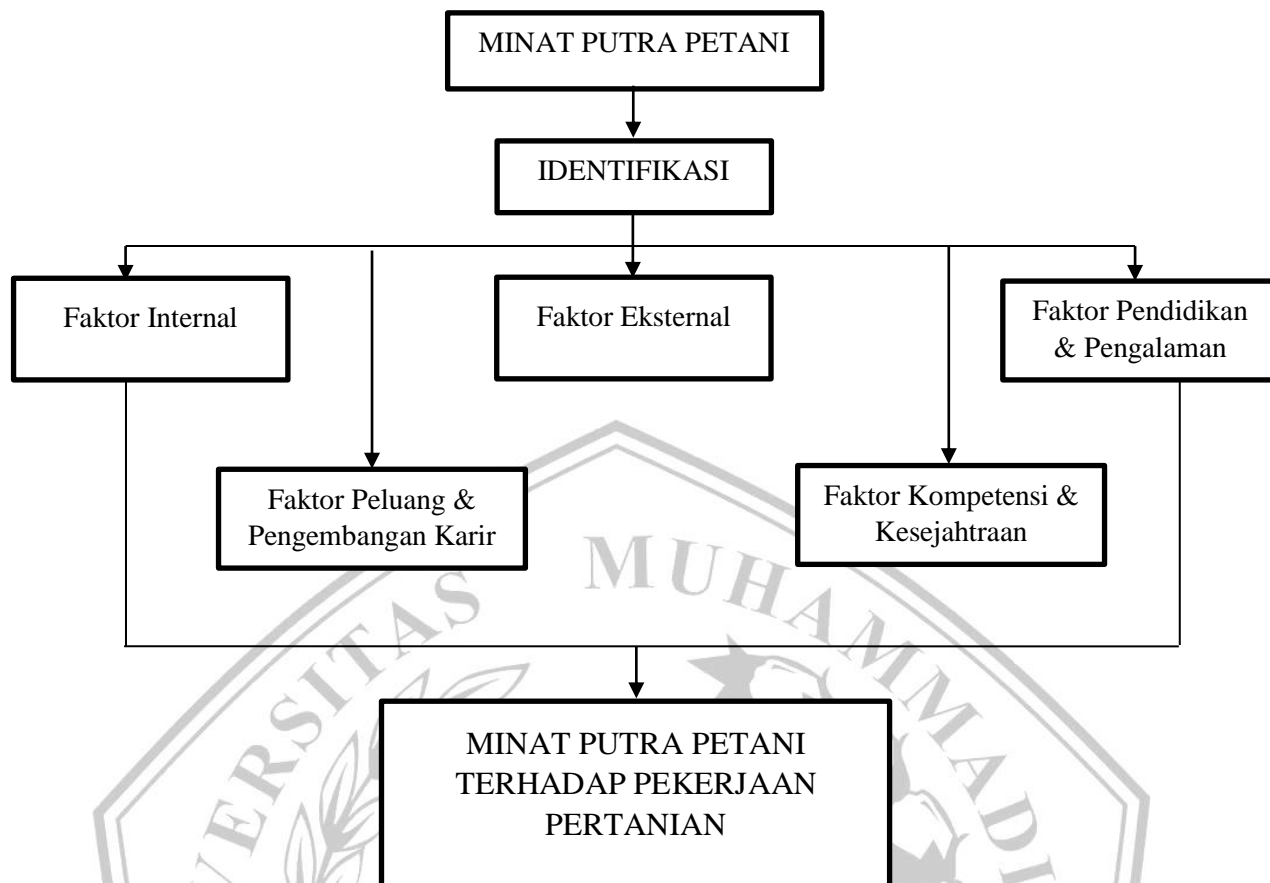 MINAT PUTRA PETANI
IDENTIFIKASI
Faktor Internal
Faktor Eksternal
Faktor Pendidikan
& Pengalaman
Faktor Peluang &
Pengembangan Karir
Faktor Kompetensi &
Kesejahtraan
MUHAMMADI
VERSITAS
MINAT PUTRA PETANI
TERHADAP PEKERJAAN
PERTANIAN